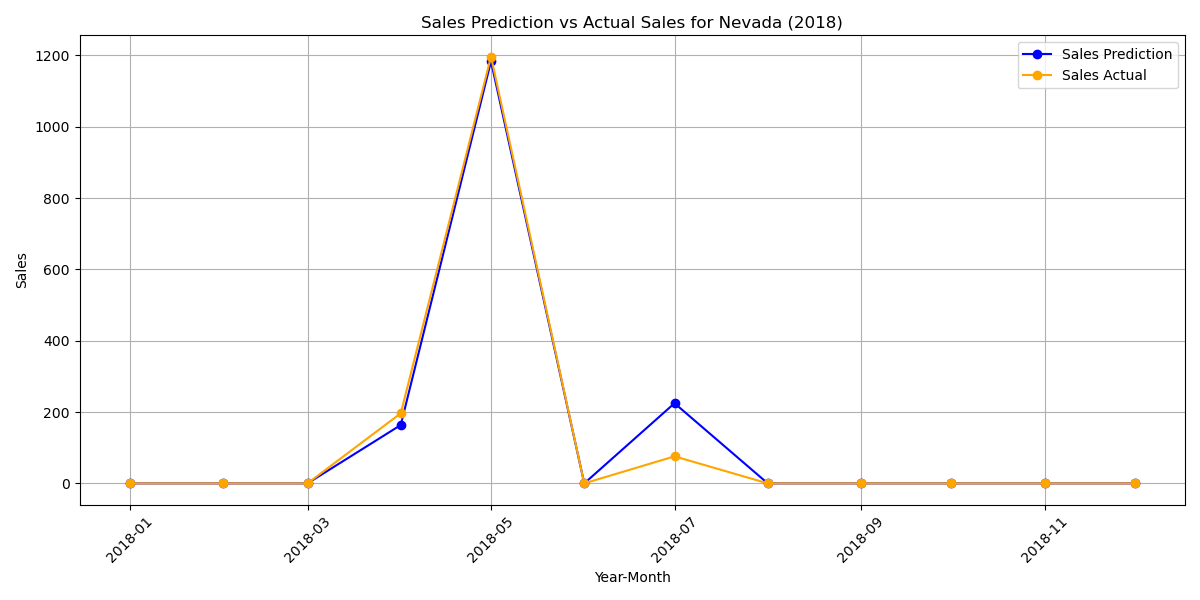 Sales Prediction vs Actual Sales for Nevada (2018)
Sales Prediction
Sales Actual
Sales
1200
1000
800
600
400
200
0
2018-01
2018-03
2018-05
2018-07
2018-09
2018-11
Year-Month